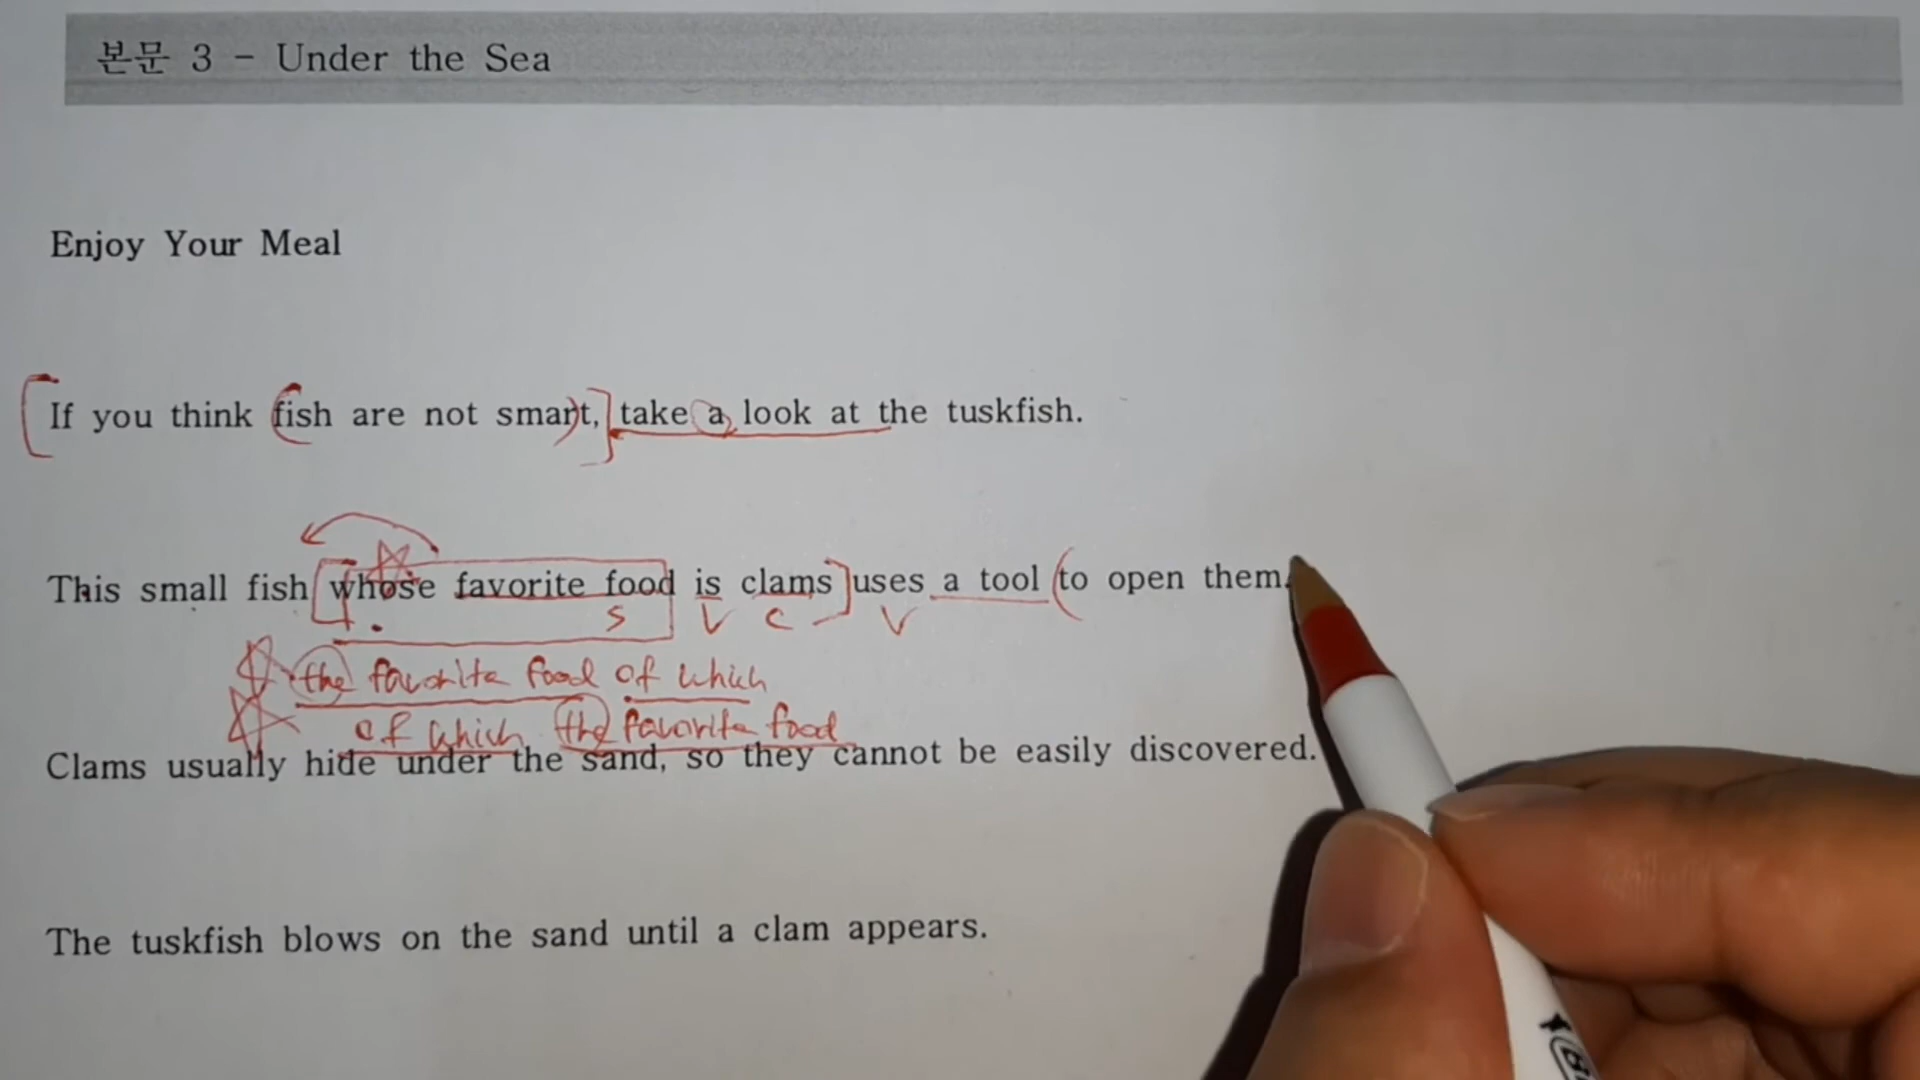 본문 3 - Under the Sea
Enjoy Your Meal
If you think fish are not smart, take a look at the tuskfish.
This small fish whose favorite food is clams uses a tool to open them.
S V C V
the favorite food of which
of which the favorite food
Clams usually hide under the sand, so they cannot be easily discovered.
The tuskfish blows on the sand until a clam appears.